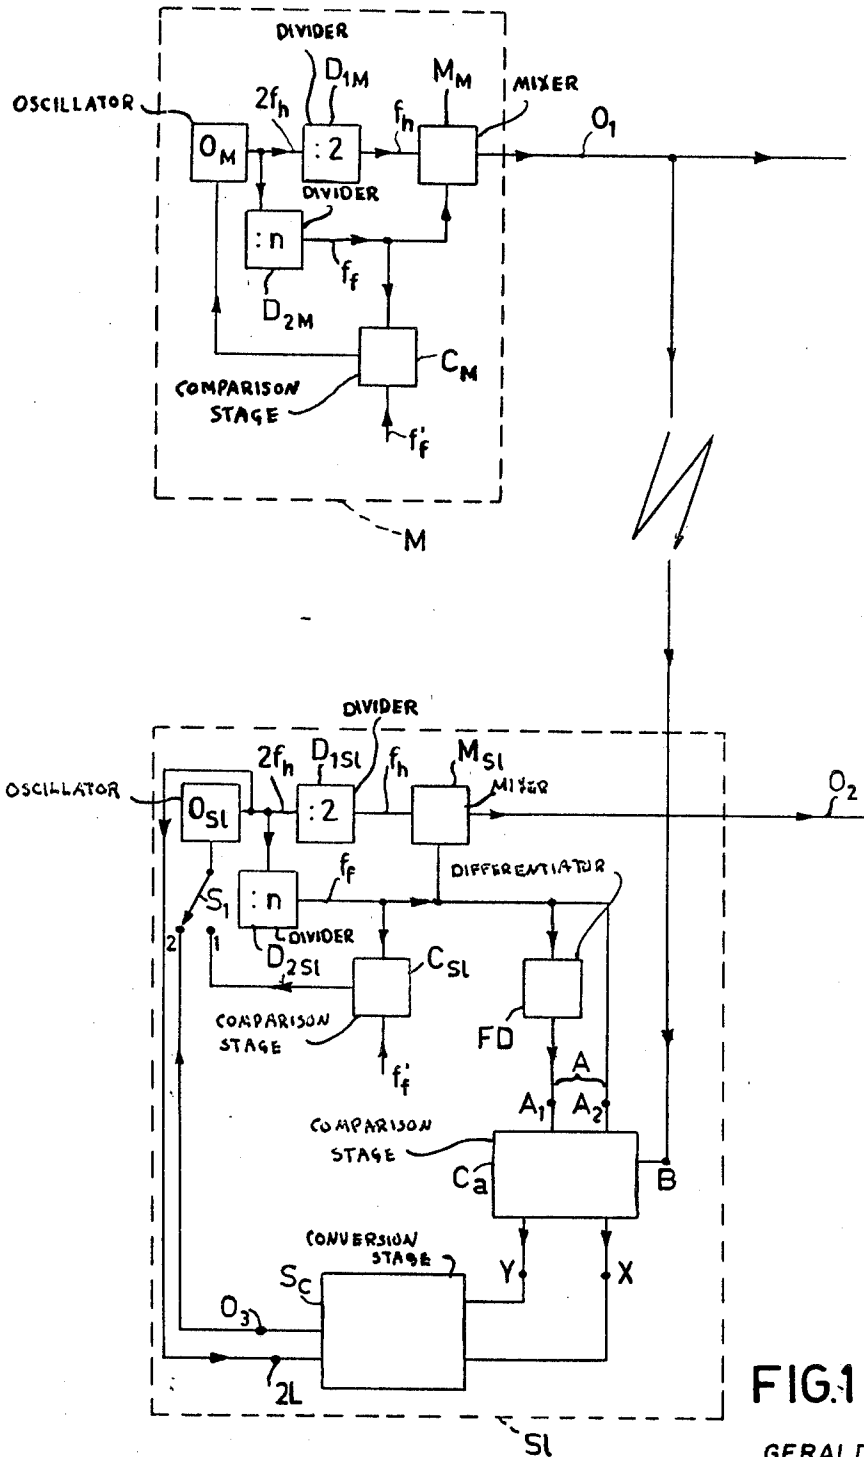 DIVIDER
D1M
MM
MIXER
OSCILLATOR
2fh
fh
O1
OM
:2
DIVIDER
:n
ff
D2M
CM
COMPARISON
STAGE
f'f
M
DIVIDER
OSCILLATOR
2fh
D1Sl
fh
MSl
MIXER
O2
OSl
:2
DIFFERENTIATOR
S1
:n
ff
2
1
DIVIDER
D2Sl
CSl
COMPARISON
STAGE
FD
f'f
A
A1
A2
COMPARISON
STAGE
Ca
B
CONVERSION
STAGE
Y
X
Sc
O3
2L
FIG.1
Sl
GERALD